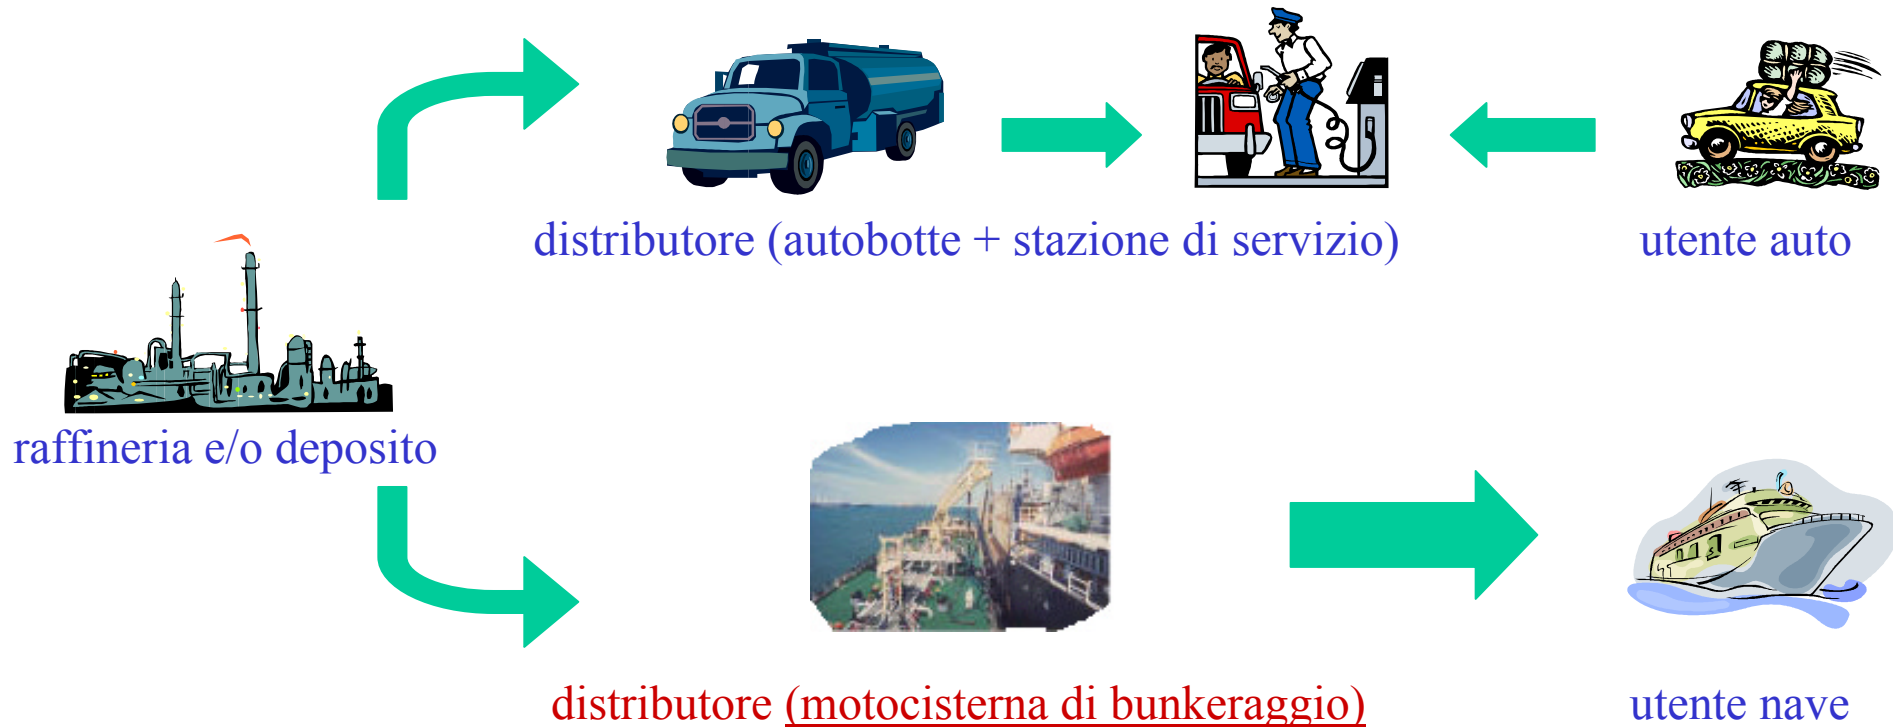 distributore (autobotte + stazione di servizio)
utente auto
raffineria e/o deposito
distributore (motocisterna di bunkeraggio)
utente nave